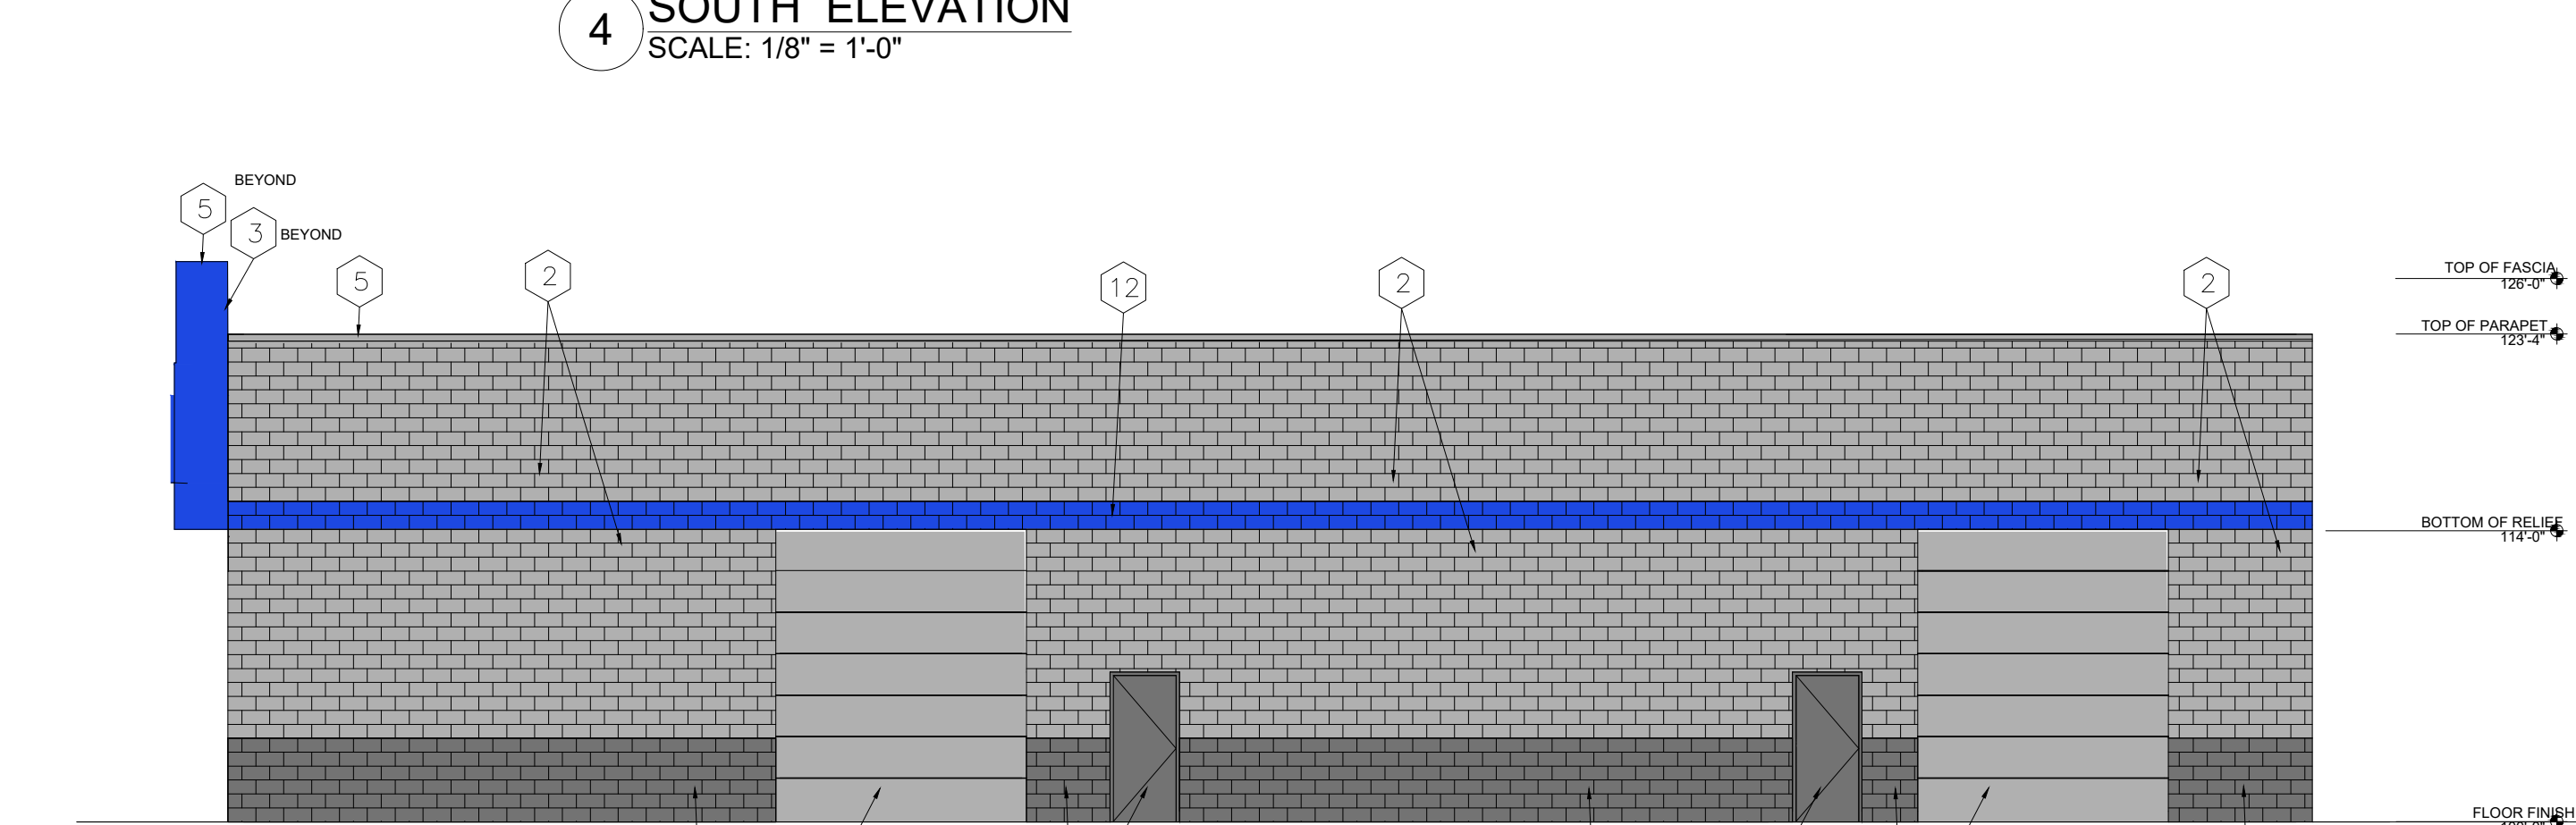 4
SOUTH ELEVATION
SCALE: 1/8" = 1'-0"
BEYOND
5
3
BEYOND
5
2
12
2
2
TOP OF FASCIA
126'-0"
TOP OF PARAPET
123'-4"
BOTTOM OF RELIEF
114'-0"
FLOOR FINISH